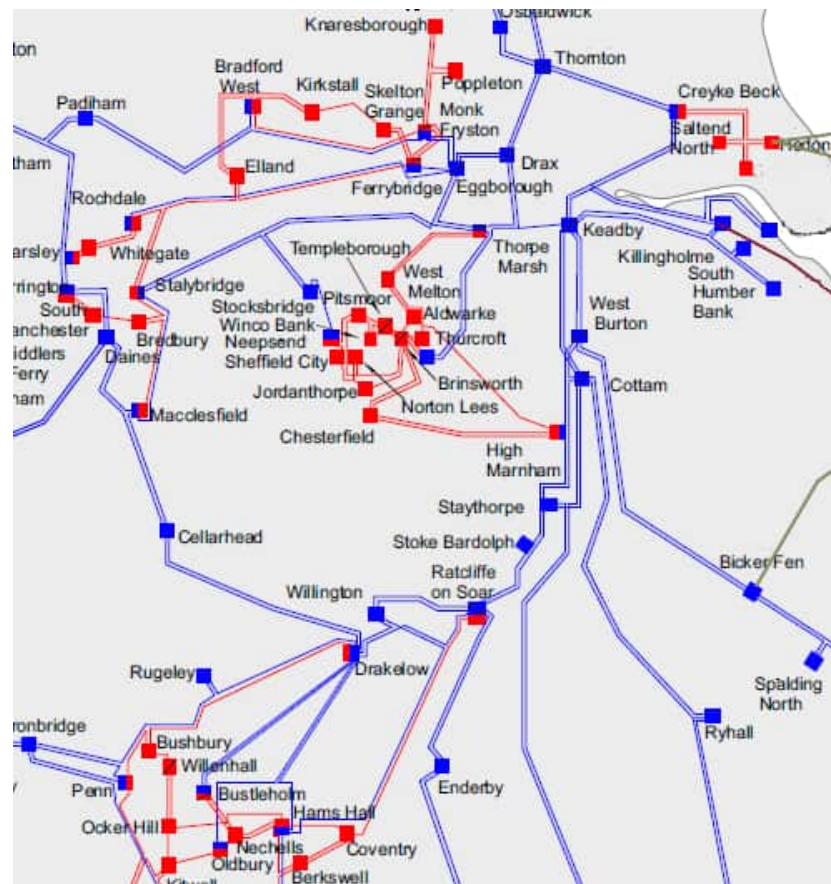 Osbaldwick
Knaresborough
Thornton
ton
Bradford
West
Kirkstall
Skelton
Grange
Poppleton
Monk
Fryston
Creyke Beck
Padiham
Saltend
North
Hedon
tham
Elland
Ferrybridge
Eggborough
Drax
Rochdale
Whitegate
arsley
Templeborough
Thorpe
Marsh
Keadby
Killingholme
South
Humber
Bank
rrington
South
anchester
Stalybridge
West
Melton
Stocksbridge
Pitsmoor
Aldwarke
Winco Bank
Neepsend
Thurcroft
Sheffield City
West
Burton
Bredbury
iddlers
Ferry
Daines
ham
Brinsworth
Cottam
Jordanthorpe
Norton Lees
Macclesfield
Chesterfield
High
Marnham
Staythorpe
Cellarhead
Stoke Bardolph
Bicker Fen
Willington
Ratcliffe
on Soar
Rugeley
Drakelow
Spalding
North
ronbridge
Bushbury
Ryhall
Willenhall
Penn
Bustleholm
Enderby
Hams Hall
Ocker Hill
Nechells
Coventry
Oldbury
Kitwell
Berkswell